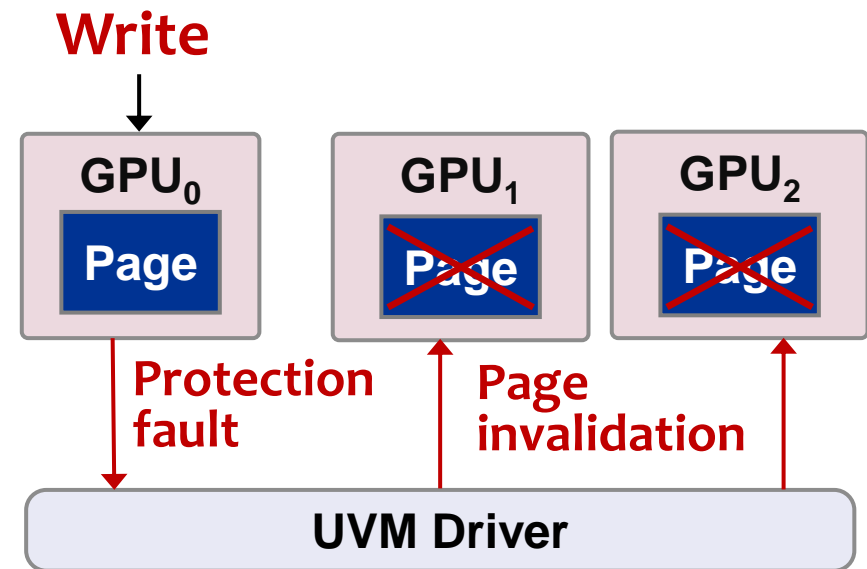 Write
GPU₀
GPU₁
GPU₂
Page
Page
Page
Protection
fault
Page
invalidation
UVM Driver